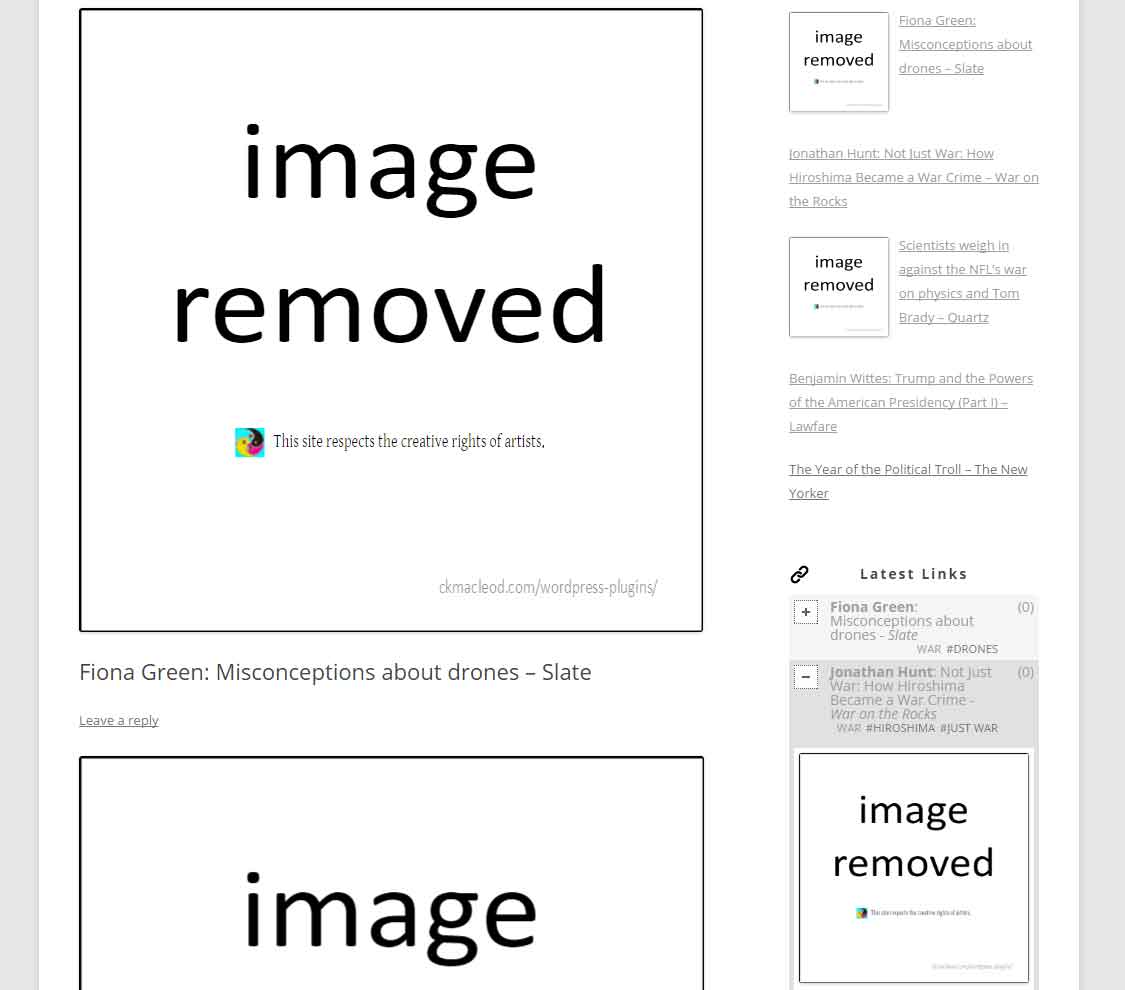 image
removed
This site respects the creative rights of artists.
ckmacleod.com/wordpress-plugins/
Fiona Green: Misconceptions about drones – Slate
Leave a reply
image
image
removed
Fiona Green:
Misconceptions about
drones – Slate
Jonathan Hunt: Not Just War: How
Hiroshima Became a War Crime – War on
the Rocks
image
removed
Scientists weigh in
against the NFL's war
on physics and Tom
Brady – Quartz
Benjamin Wittes: Trump and the Powers
of the American Presidency (Part I) –
Lawfare
The Year of the Political Troll – The New
Yorker
Latest Links
+ Fiona Green: (0)
Misconceptions about
drones - Slate
WAR #DRONES
– Jonathan Hunt: Not Just (0)
War: How Hiroshima
Became a War Crime -
War on the Rocks
WAR #HIROSHIMA #JUST WAR
image
removed
This site respects the creative rights of artists.